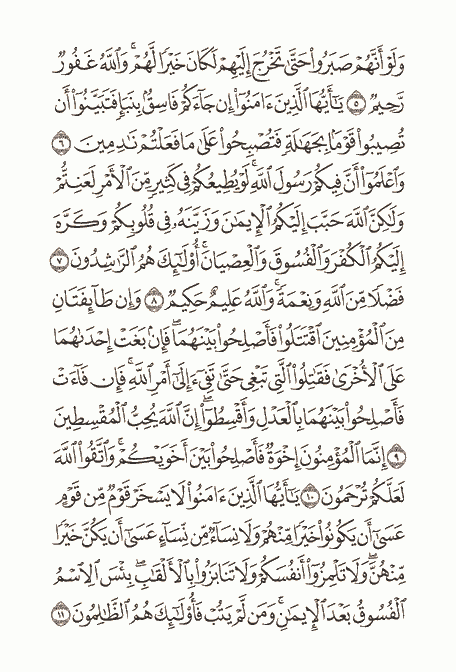 وَلَوْ أَنَّهُمْ صَبَرُوا۟ حَتَّىٰ تَخْرُجَ إِلَيْهِمْ لَكَانَ خَيْرًۭا لَّهُمْ ۚ وَٱللَّهُ غَفُورٌۭ
رَّحِيمٌۭ ٥ يَـٰٓأَيُّهَا ٱلَّذِينَ ءَامَنُوٓا۟ إِن جَآءَكُمْ فَاسِقٌۢ بِنَبَإٍۢ فَتَبَيَّنُوٓا۟ أَن
تُصِيبُوا۟ قَوْمًۢا بِجَهَـٰلَةٍۢ فَتُصْبِحُوا۟ عَلَىٰ مَا فَعَلْتُمْ نَـٰدِمِينَ ٦
وَٱعْلَمُوٓا۟ أَنَّ فِيكُمْ رَسُولَ ٱللَّهِ ۚ لَوْ يُطِيعُكُمْ فِى كَثِيرٍۢ مِّنَ ٱلْأَمْرِ لَعَنِتُّمْ
وَلَـٰكِنَّ ٱللَّهَ حَبَّبَ إِلَيْكُمُ ٱلْإِيمَـٰنَ وَزَيَّنَهُۥ فِى قُلُوبِكُمْ وَكَرَّهَ
إِلَيْكُمُ ٱلْكُفْرَ وَٱلْفُسُوقَ وَٱلْعِصْيَانَ ۚ أُو۟لَـٰٓئِكَ هُمُ ٱلرَّٰشِدُونَ ٧
فَضْلًۭا مِّنَ ٱللَّهِ وَنِعْمَةًۭ ۚ وَٱللَّهُ عَلِيمٌ حَكِيمٌۭ ٨ وَإِن طَآئِفَتَانِ
مِنَ ٱلْمُؤْمِنِينَ ٱقْتَتَلُوا۟ فَأَصْلِحُوا۟ بَيْنَهُمَا ۖ فَإِنۢ بَغَتْ إِحْدَىٰهُمَا
عَلَى ٱلْأُخْرَىٰ فَقَـٰتِلُوا۟ ٱلَّتِى تَبْغِى حَتَّىٰ تَفِىٓءَ إِلَىٰٓ أَمْرِ ٱللَّهِ ۚ فَإِن فَآءَتْ
فَأَصْلِحُوا۟ بَيْنَهُمَا بِٱلْعَدْلِ وَأَقْسِطُوٓا۟ ۖ إِنَّ ٱللَّهَ يُحِبُّ ٱلْمُقْسِطِينَ
٩ إِنَّمَا ٱلْمُؤْمِنُونَ إِخْوَةٌۭ فَأَصْلِحُوا۟ بَيْنَ أَخَوَيْكُمْ ۚ وَٱتَّقُوا۟ ٱللَّهَ
لَعَلَّكُمْ تُرْحَمُونَ ١٠ يَـٰٓأَيُّهَا ٱلَّذِينَ ءَامَنُوا۟ لَا يَسْخَرْ قَوْمٌۭ مِّن قَوْمٍ
عَسَىٰٓ أَن يَكُونُوا۟ خَيْرًۭا مِّنْهُمْ وَلَا نِسَآءٌۭ مِّن نِّسَآءٍ عَسَىٰٓ أَن يَكُنَّ خَيْرًۭا
مِّنْهُنَّ ۖ وَلَا تَلْمِزُوٓا۟ أَنفُسَكُمْ وَلَا تَنَابَزُوا۟ بِٱلْأَلْقَـٰبِ ۖ بِئْسَ ٱلِٱسْمُ
ٱلْفُسُوقُ بَعْدَ ٱلْإِيمَـٰنِ ۚ وَمَن لَّمْ يَتُبْ فَأُو۟لَـٰٓئِكَ هُمُ ٱلظَّـٰلِمُونَ ١١